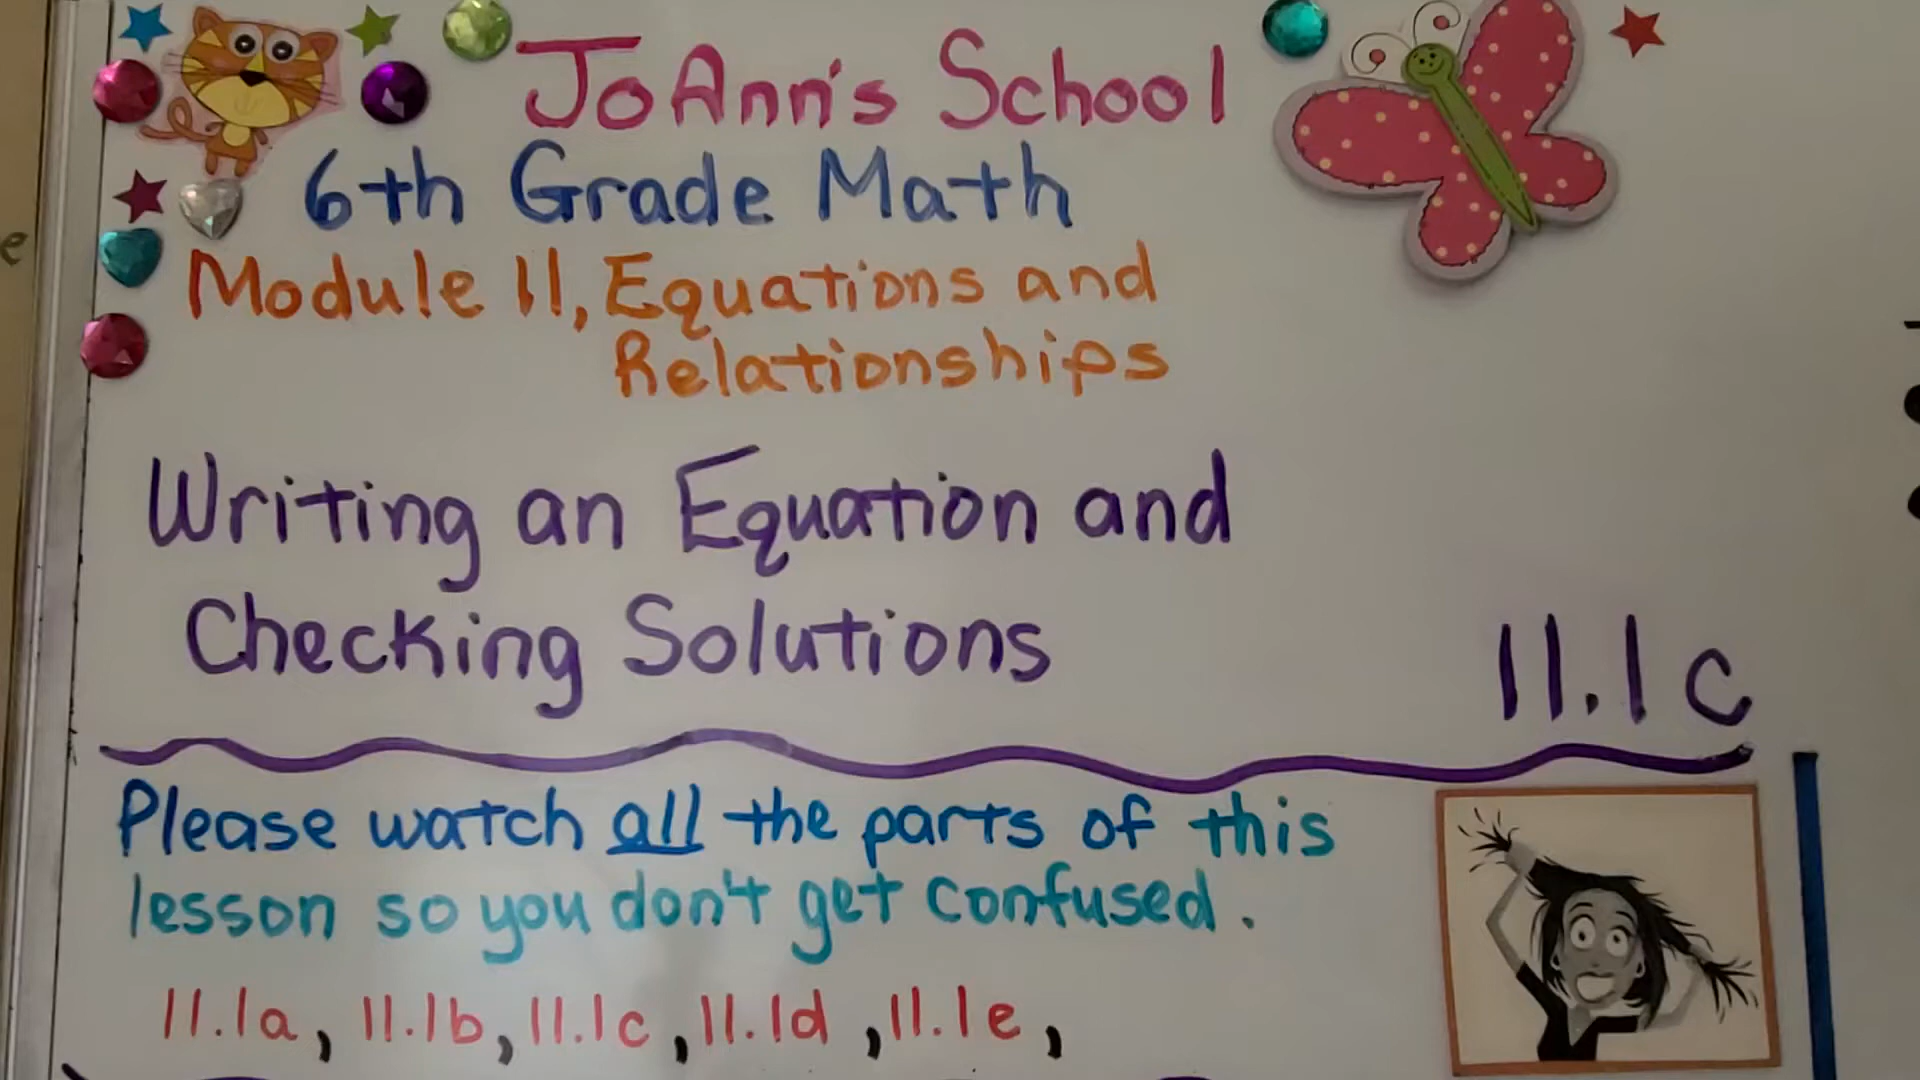 JoAnn's School
6th Grade Math
Module 11, Equations and
Relationships
Writing an Equation and
Checking Solutions
11.1c
Please watch all the parts of this
lesson so you don't get confused.
11.1a, 11.1b, 11.1c, 11.1d, 11.1e,